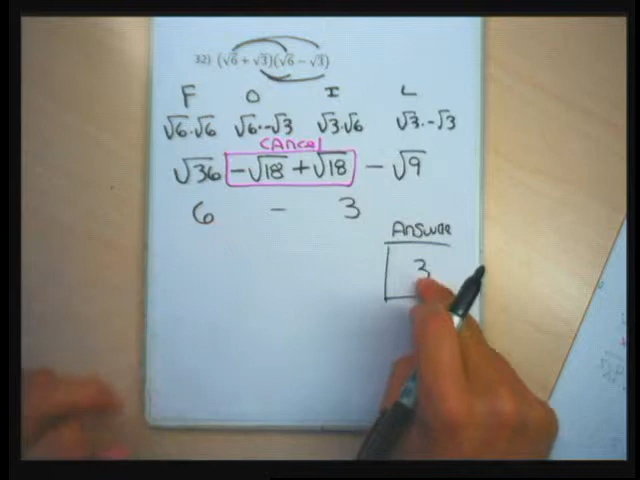 32) (√6 + √3)(√6 − √3)
F O I L
√6·√6 √6·-√3 √3·√6 √3·-√3
CANcel
√36 -√18 + √18 - √9
6 - 3
Answer
3